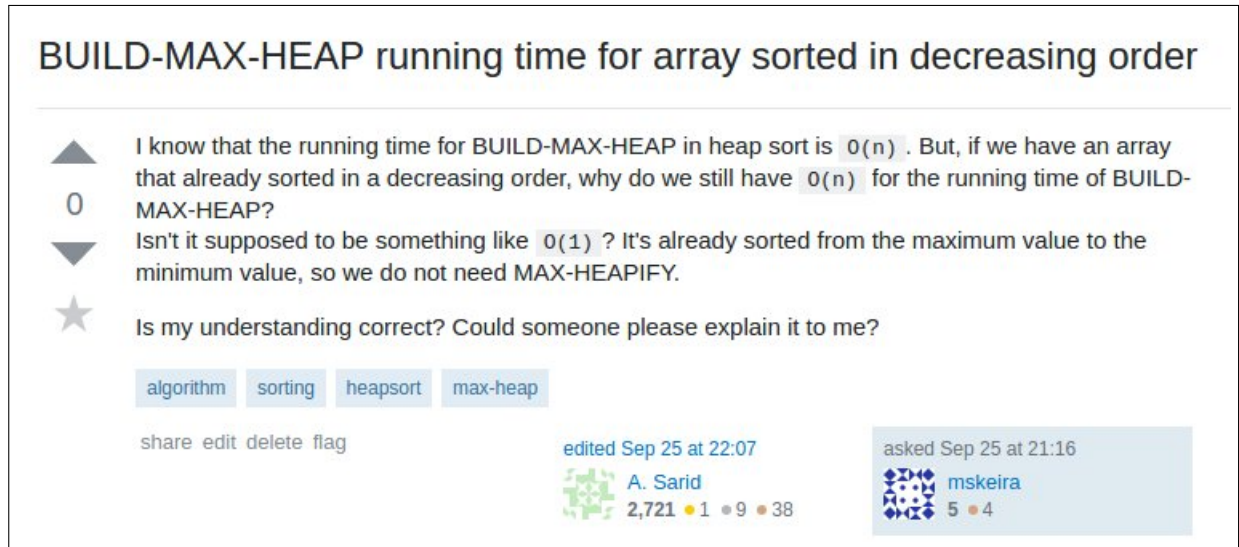 BUILD-MAX-HEAP running time for array sorted in decreasing order
I know that the running time for BUILD-MAX-HEAP in heap sort is O(n) . But, if we have an array
that already sorted in a decreasing order, why do we still have O(n) for the running time of BUILD-
MAX-HEAP?
0
Isn't it supposed to be something like O(1) ? It's already sorted from the maximum value to the
minimum value, so we do not need MAX-HEAPIFY.
Is my understanding correct? Could someone please explain it to me?
algorithm sorting heapsort max-heap
share edit delete flag
edited Sep 25 at 22:07
A. Sarid
2,721 1 9 38
asked Sep 25 at 21:16
mskeira
5 4